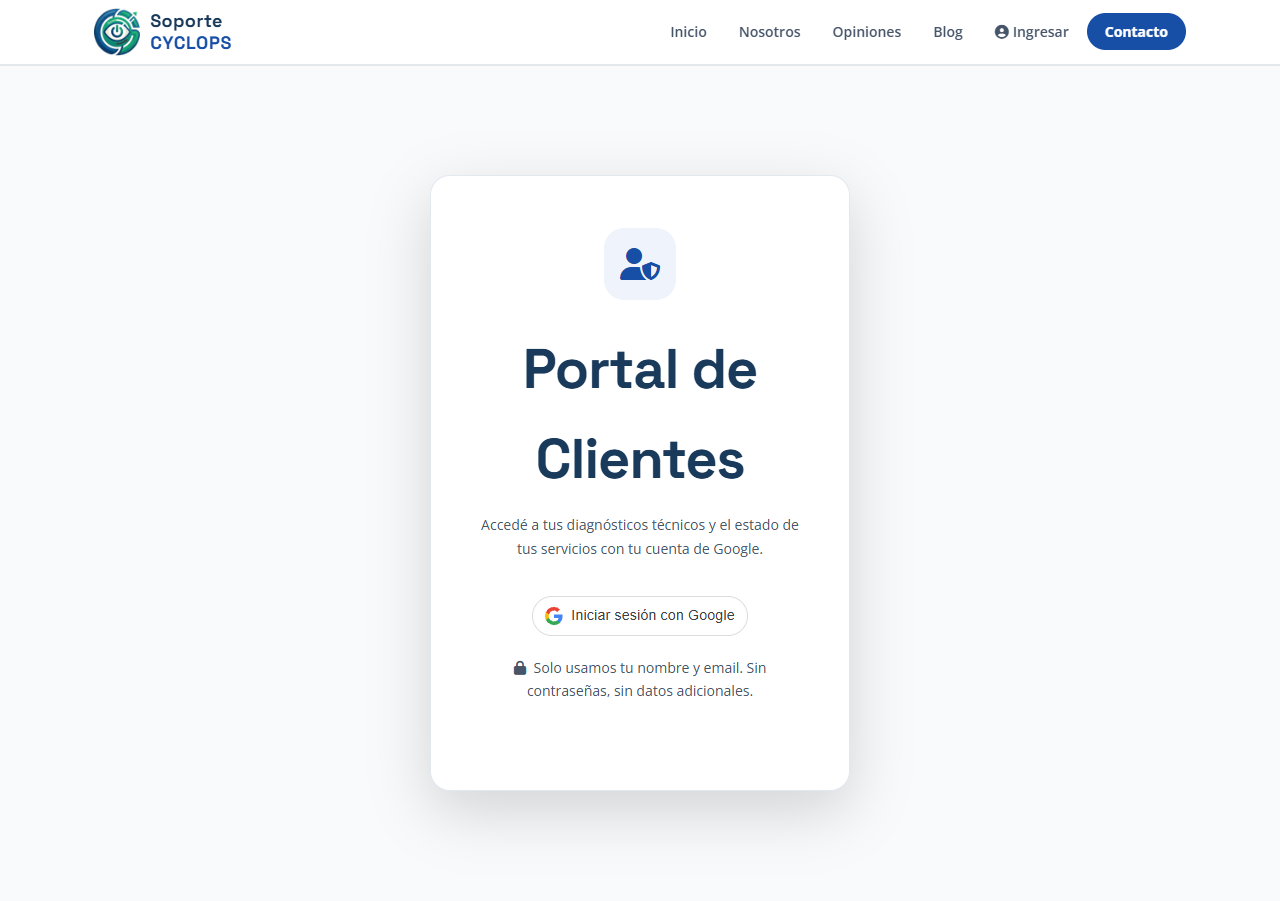 Soporte
CYCLOPS
Inicio
Nosotros
Opiniones
Blog
Ingresar
Contacto
Portal de
Clientes
Accedé a tus diagnósticos técnicos y el estado de
tus servicios con tu cuenta de Google.
Iniciar sesión con Google
Solo usamos tu nombre y email. Sin
contraseñas, sin datos adicionales.